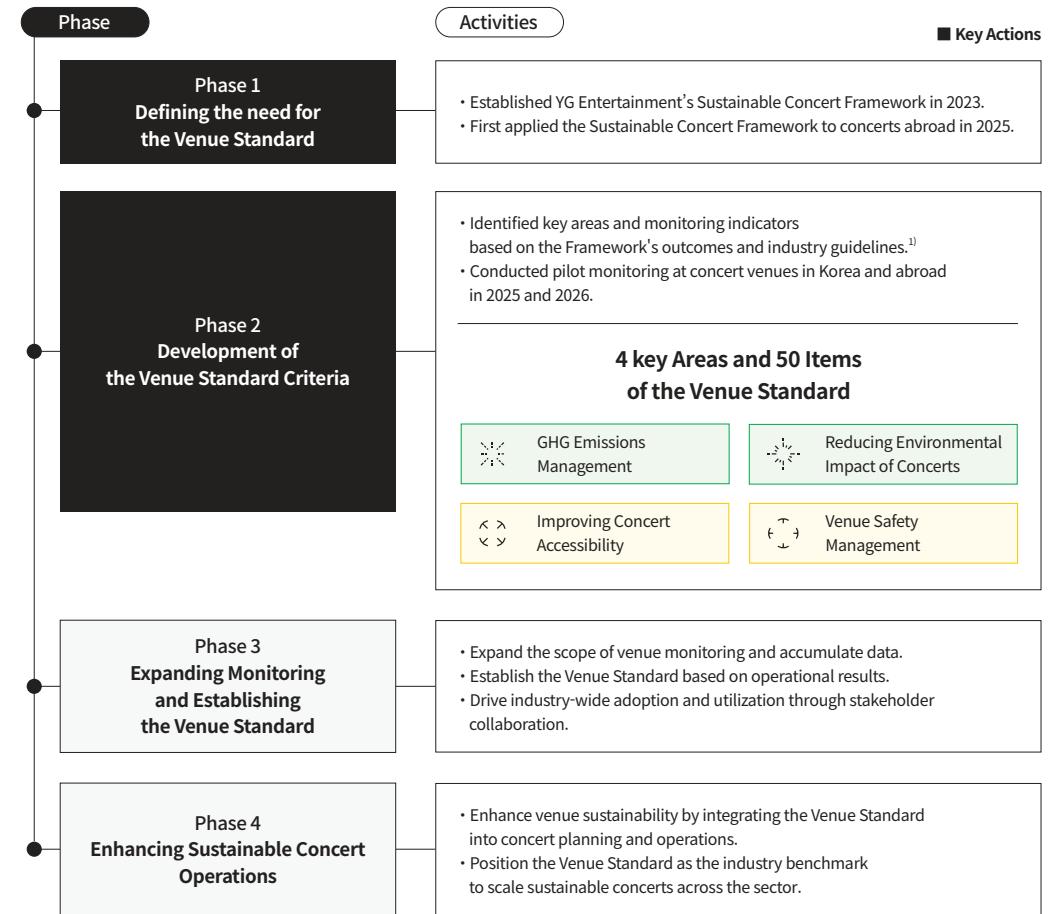 Phase
Activities
■ Key Actions
Phase 1
Defining the need for
the Venue Standard
• Established YG Entertainment's Sustainable Concert Framework in 2023.
• First applied the Sustainable Concert Framework to concerts abroad in 2025.
Phase 2
Development of
the Venue Standard Criteria
• Identified key areas and monitoring indicators
based on the Framework's outcomes and industry guidelines.1)
• Conducted pilot monitoring at concert venues in Korea and abroad
in 2025 and 2026.
4 key Areas and 50 Items
of the Venue Standard
GHG Emissions
Management
Reducing Environmental
Impact of Concerts
Improving Concert
Accessibility
Venue Safety
Management
Phase 3
Expanding Monitoring
and Establishing
the Venue Standard
• Expand the scope of venue monitoring and accumulate data.
• Establish the Venue Standard based on operational results.
• Drive industry-wide adoption and utilization through stakeholder
collaboration.
Phase 4
Enhancing Sustainable Concert
Operations
• Enhance venue sustainability by integrating the Venue Standard
into concert planning and operations.
• Position the Venue Standard as the industry benchmark
to scale sustainable concerts across the sector.